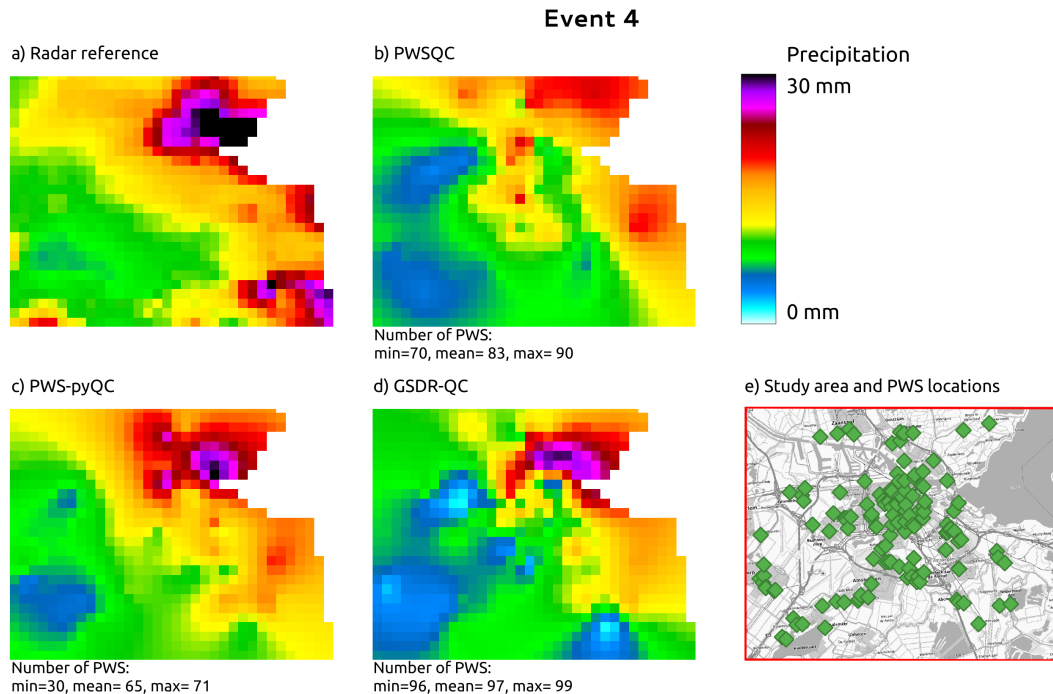 Event 4
a) Radar reference
b) PWSQC
Precipitation
30 mm
0 mm
Number of PWS:
min=70, mean= 83, max= 90
c) PWS-pyQC
d) GSDR-QC
e) Study area and PWS locations
Number of PWS:
min=30, mean= 65, max= 71
Number of PWS:
min=96, mean= 97, max= 99